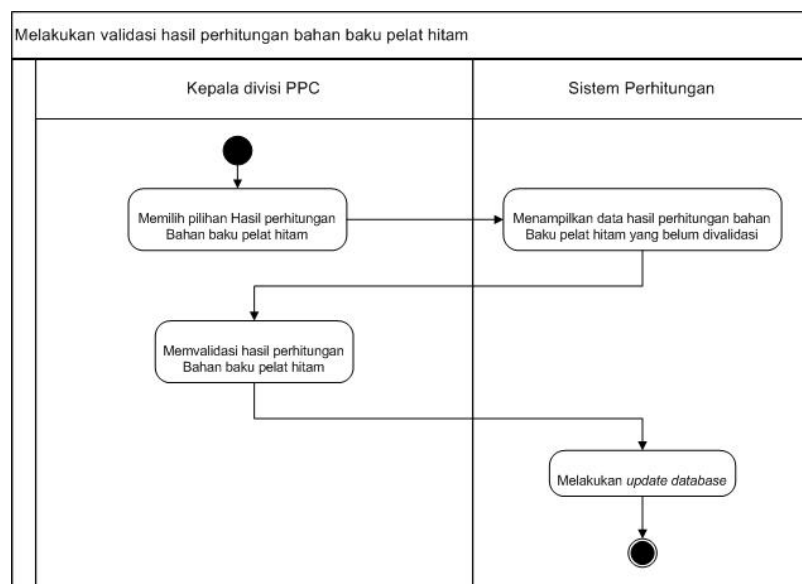 Melakukan validasi hasil perhitungan bahan baku pelat hitam
Kepala divisi PPC
Sistem Perhitungan
Memilih pilihan Hasil perhitungan
Bahan baku pelat hitam
Menampilkan data hasil perhitungan bahan
Baku pelat hitam yang belum divalidasi
Memvalidasi hasil perhitungan
Bahan baku pelat hitam
Melakukan update database